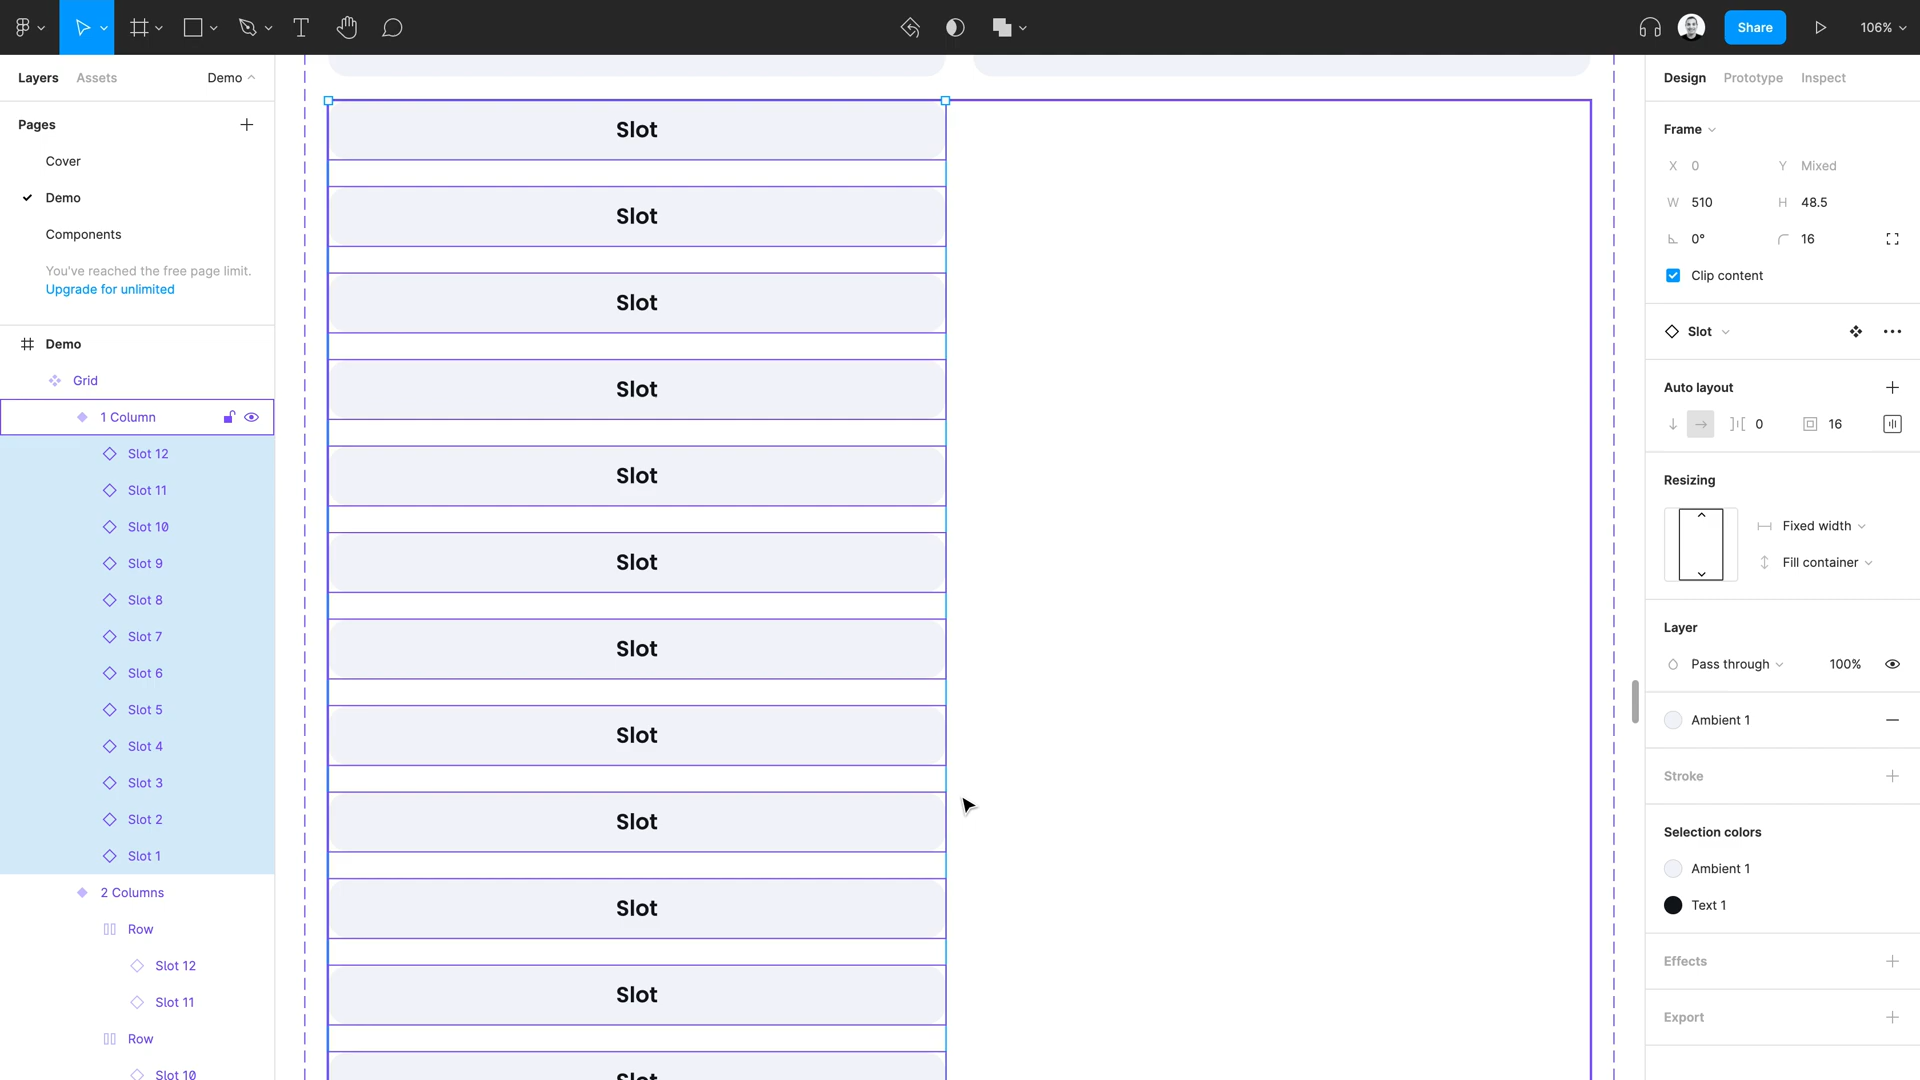 Share
106%
Layers
Assets
Demo
Design
Prototype
Inspect
Pages
Cover
Demo
Components
You've reached the free page limit.
Upgrade for unlimited
Demo
Grid
1 Column
Slot 12
Slot 11
Slot 10
Slot 9
Slot 8
Slot 7
Slot 6
Slot 5
Slot 4
Slot 3
Slot 2
Slot 1
2 Columns
Row
Slot 12
Slot 11
Row
Slot 10
Slot
Slot
Slot
Slot
Slot
Slot
Slot
Slot
Slot
Slot
Slot
Slot
Frame
X 0
Y Mixed
W 510
H 48.5
0°
16
Clip content
Slot
Auto layout
0
16
Resizing
Fixed width
Fill container
Layer
Pass through
100%
Ambient 1
Stroke
Selection colors
Ambient 1
Text 1
Effects
Export